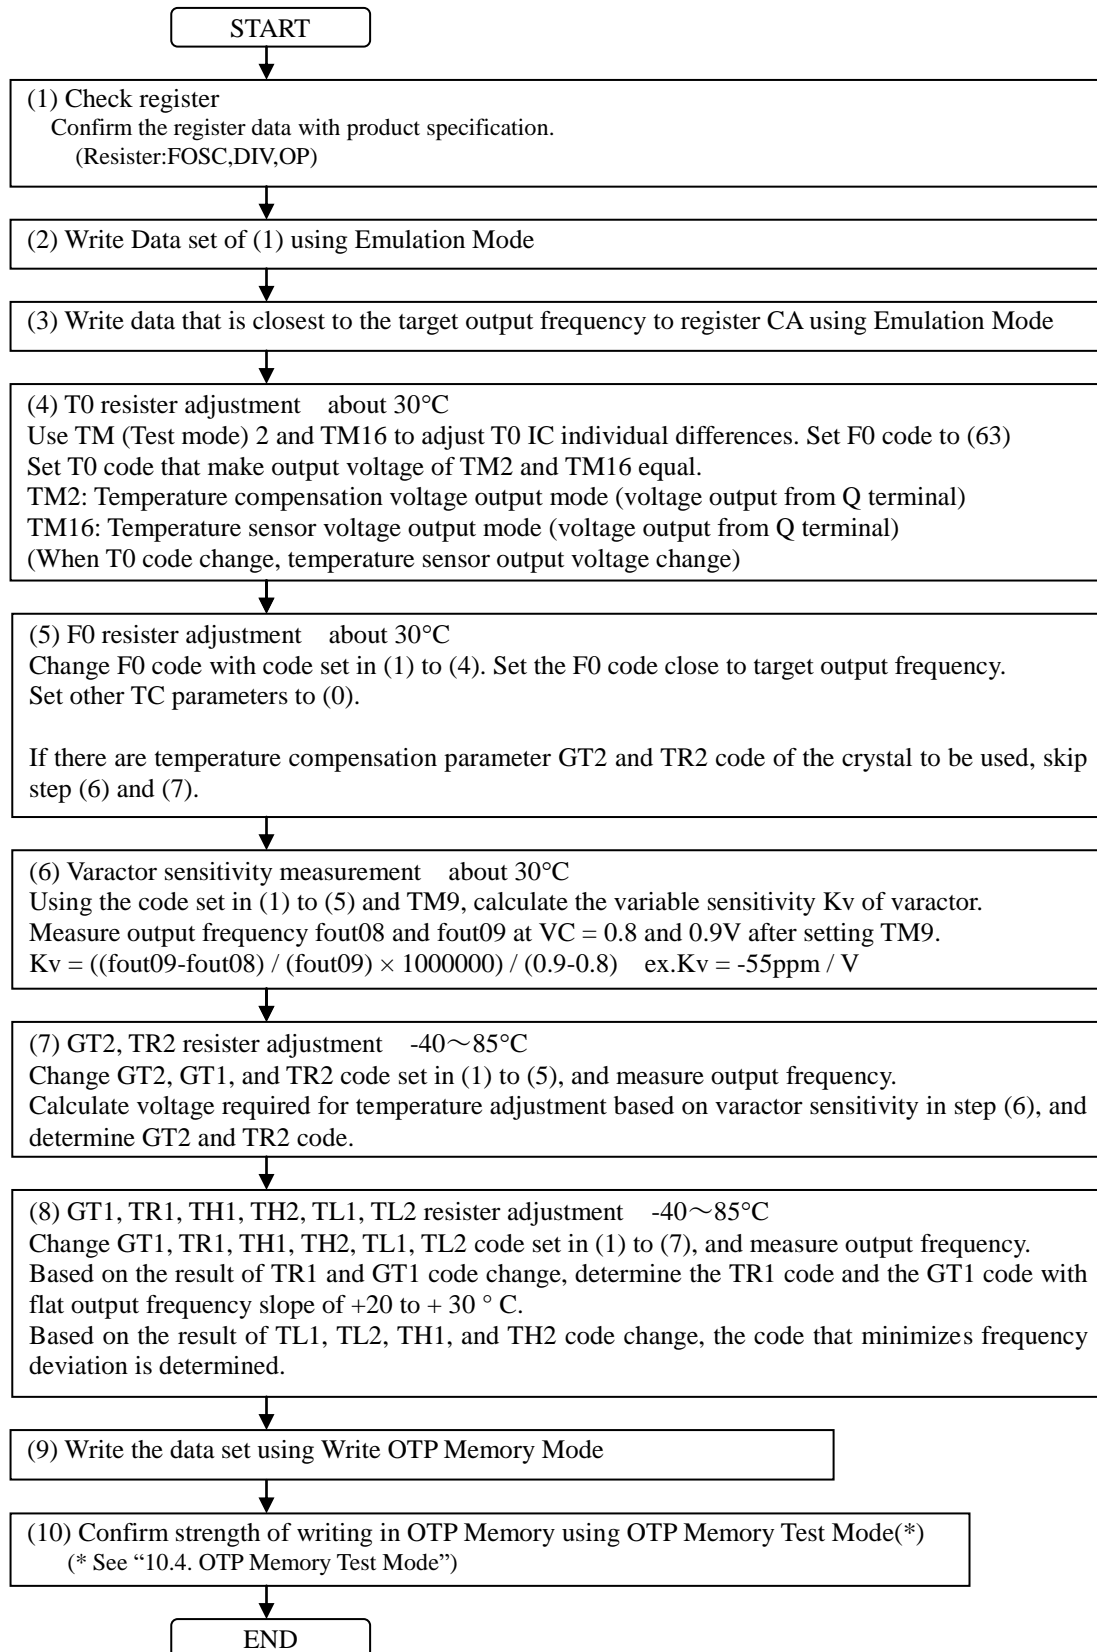 START
(1) Check register
Confirm the register data with product specification.
(Resister:FOSC,DIV,OP)
(2) Write Data set of (1) using Emulation Mode
(3) Write data that is closest to the target output frequency to register CA using Emulation Mode
(4) T0 resister adjustment about 30°C
Use TM (Test mode) 2 and TM16 to adjust T0 IC individual differences. Set F0 code to (63)
Set T0 code that make output voltage of TM2 and TM16 equal.
TM2: Temperature compensation voltage output mode (voltage output from Q terminal)
TM16: Temperature sensor voltage output mode (voltage output from Q terminal)
(When T0 code change, temperature sensor output voltage change)
(5) F0 resister adjustment about 30°C
Change F0 code with code set in (1) to (4). Set the F0 code close to target output frequency.
Set other TC parameters to (0).
If there are temperature compensation parameter GT2 and TR2 code of the crystal to be used, skip
step (6) and (7).
(6) Varactor sensitivity measurement about 30°C
Using the code set in (1) to (5) and TM9, calculate the variable sensitivity Kv of varactor.
Measure output frequency fout08 and fout09 at VC = 0.8 and 0.9V after setting TM9.
Kv = ((fout09-fout08) / (fout09) × 1000000) / (0.9-0.8) ex.Kv = -55ppm / V
(7) GT2, TR2 resister adjustment -40～85°C
Change GT2, GT1, and TR2 code set in (1) to (5), and measure output frequency.
Calculate voltage required for temperature adjustment based on varactor sensitivity in step (6), and
determine GT2 and TR2 code.
(8) GT1, TR1, TH1, TH2, TL1, TL2 resister adjustment -40～85°C
Change GT1, TR1, TH1, TH2, TL1, TL2 code set in (1) to (7), and measure output frequency.
Based on the result of TR1 and GT1 code change, determine the TR1 code and the GT1 code with
flat output frequency slope of +20 to + 30 ° C.
Based on the result of TL1, TL2, TH1, and TH2 code change, the code that minimizes frequency
deviation is determined.
(9) Write the data set using Write OTP Memory Mode
(10) Confirm strength of writing in OTP Memory using OTP Memory Test Mode(*)
(* See “10.4. OTP Memory Test Mode”)
END